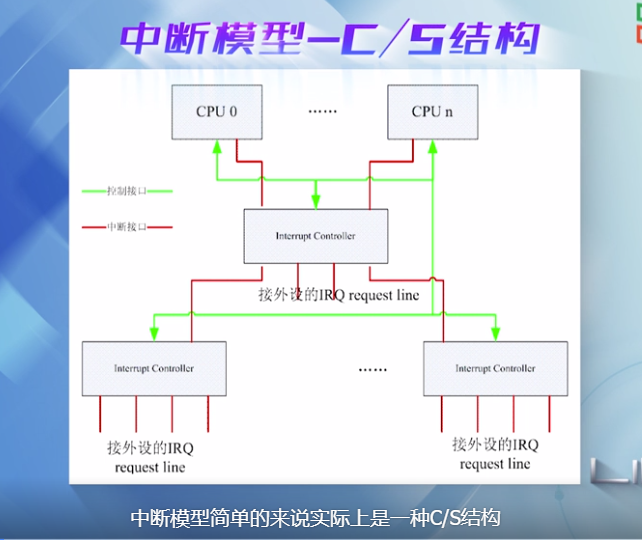 中断模型-C/S结构
CPU 0
······
CPU n
控制接口
中断接口
Interrupt Controller
接外设的IRQ request line
Interrupt Controller
······
Interrupt Controller
接外设的IRQ
request line
接外设的IRQ
request line
中断模型简单的来说实际上是一种C/S结构